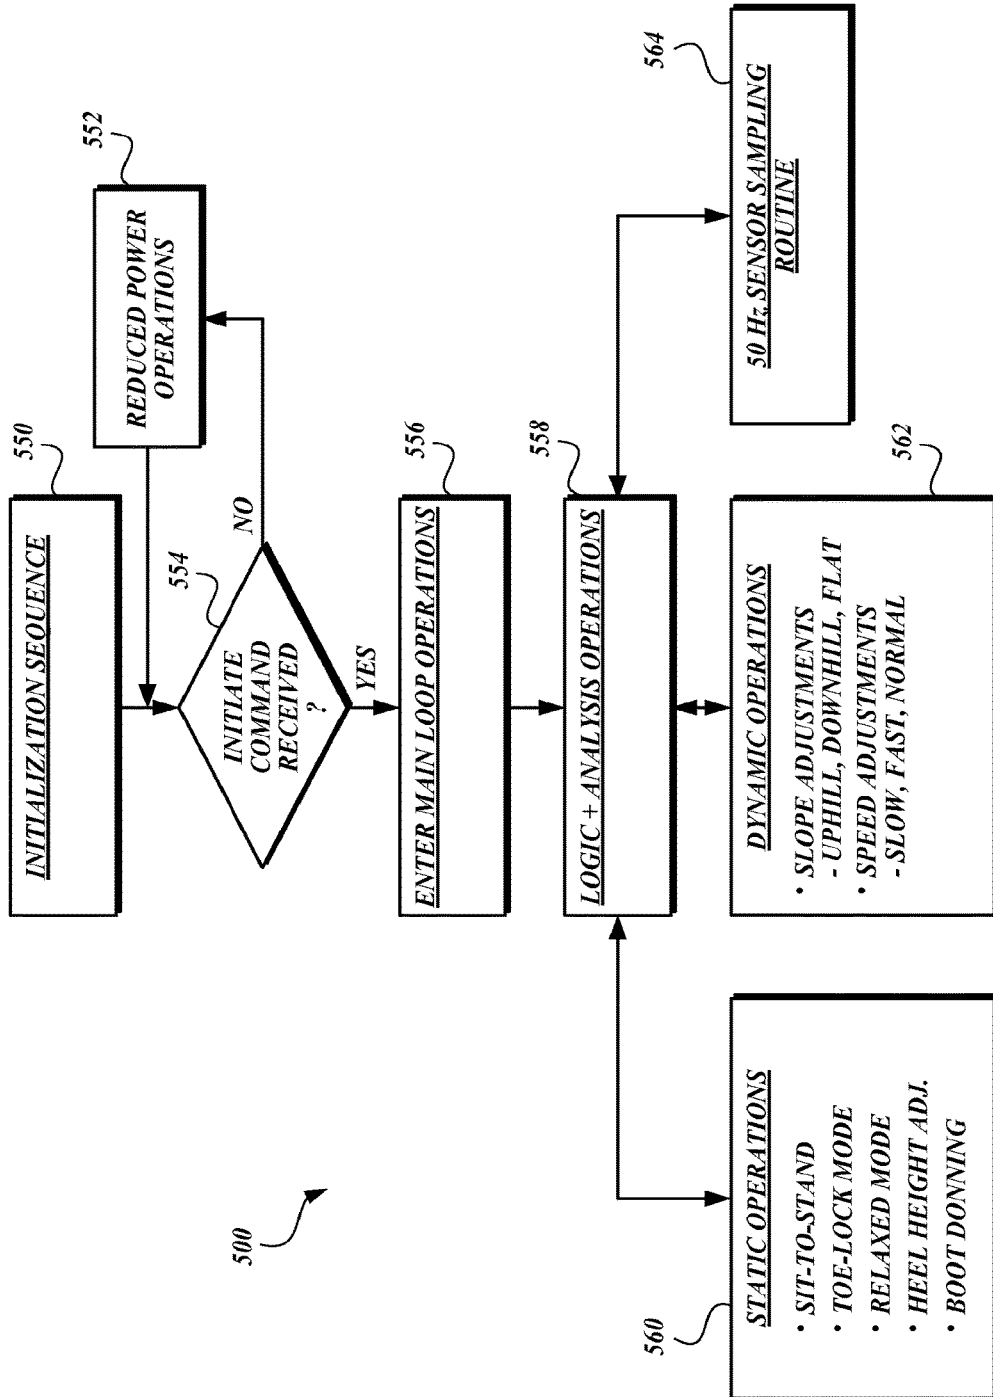 500
550
INITIALIZATION SEQUENCE
552
REDUCED POWER
OPERATIONS
554
INITIATE
COMMAND
RECEIVED
?
NO
YES
556
ENTER MAIN LOOP OPERATIONS
558
LOGIC + ANALYSIS OPERATIONS
560
STATIC OPERATIONS
• SIT-TO-STAND
• TOE-LOCK MODE
• RELAXED MODE
• HEEL HEIGHT ADJ.
• BOOT DONNING
562
DYNAMIC OPERATIONS
• SLOPE ADJUSTMENTS
- UPHILL, DOWNHILL, FLAT
• SPEED ADJUSTMENTS
- SLOW, FAST, NORMAL
564
50 Hz SENSOR SAMPLING
ROUTINE